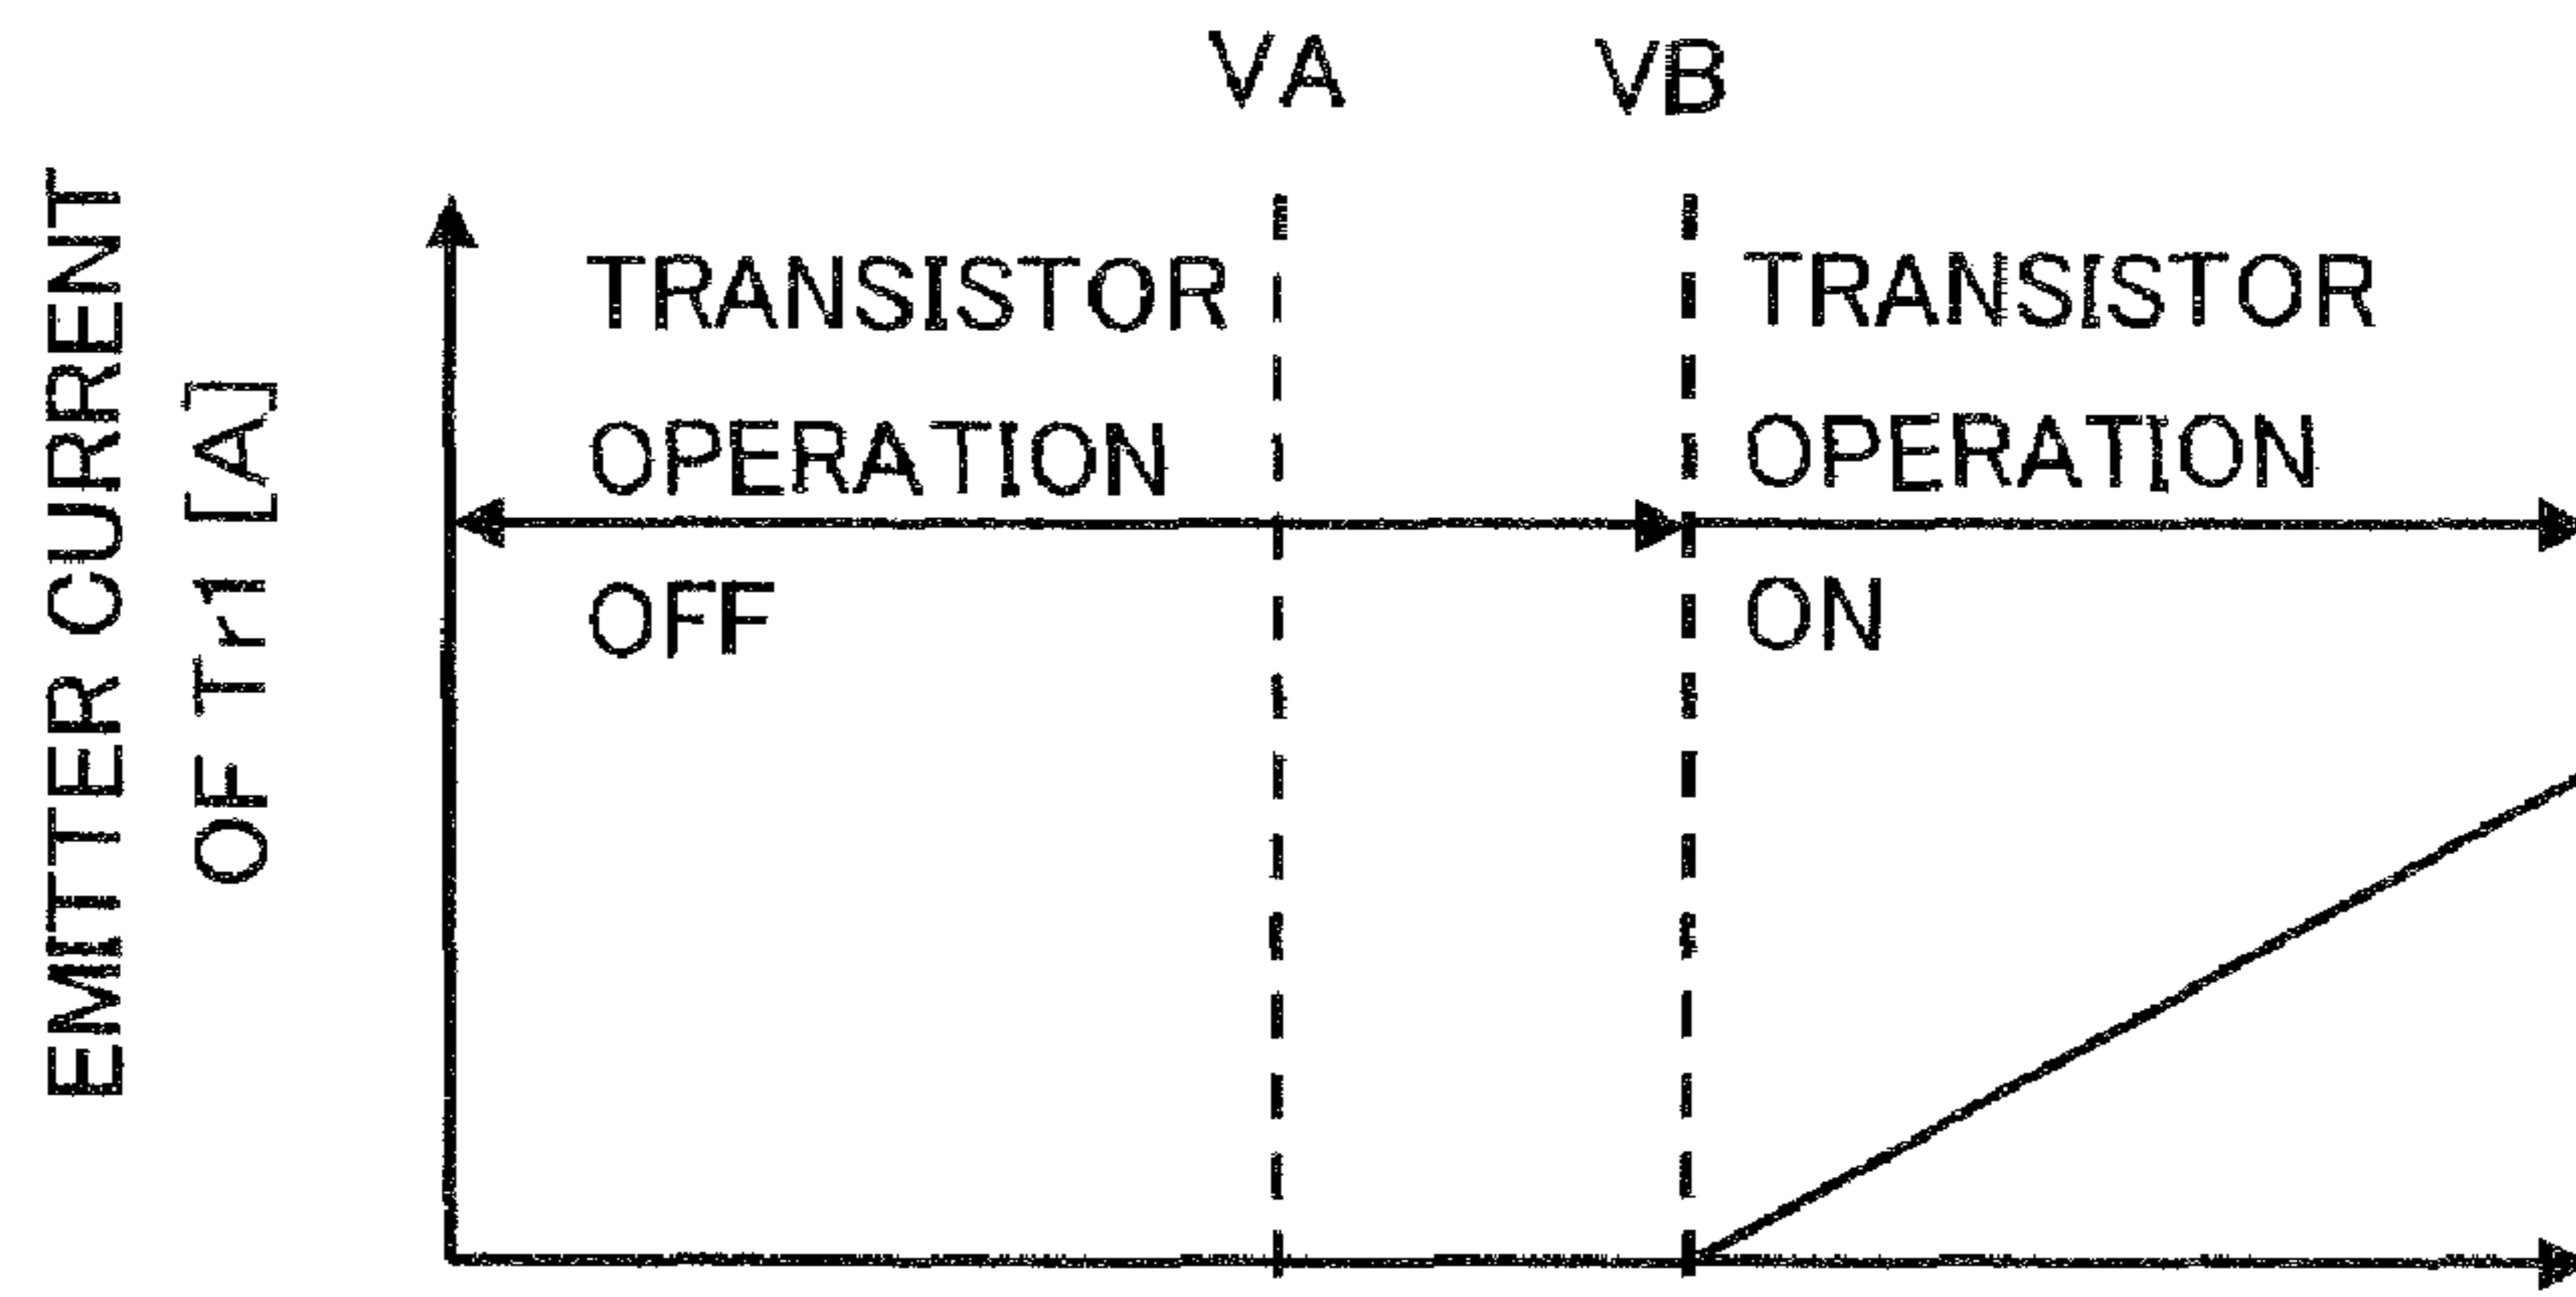 VA
VB
EMITTER CURRENT
OF Tr1 [A]
TRANSISTOR
OPERATION
OFF
TRANSISTOR
OPERATION
ON